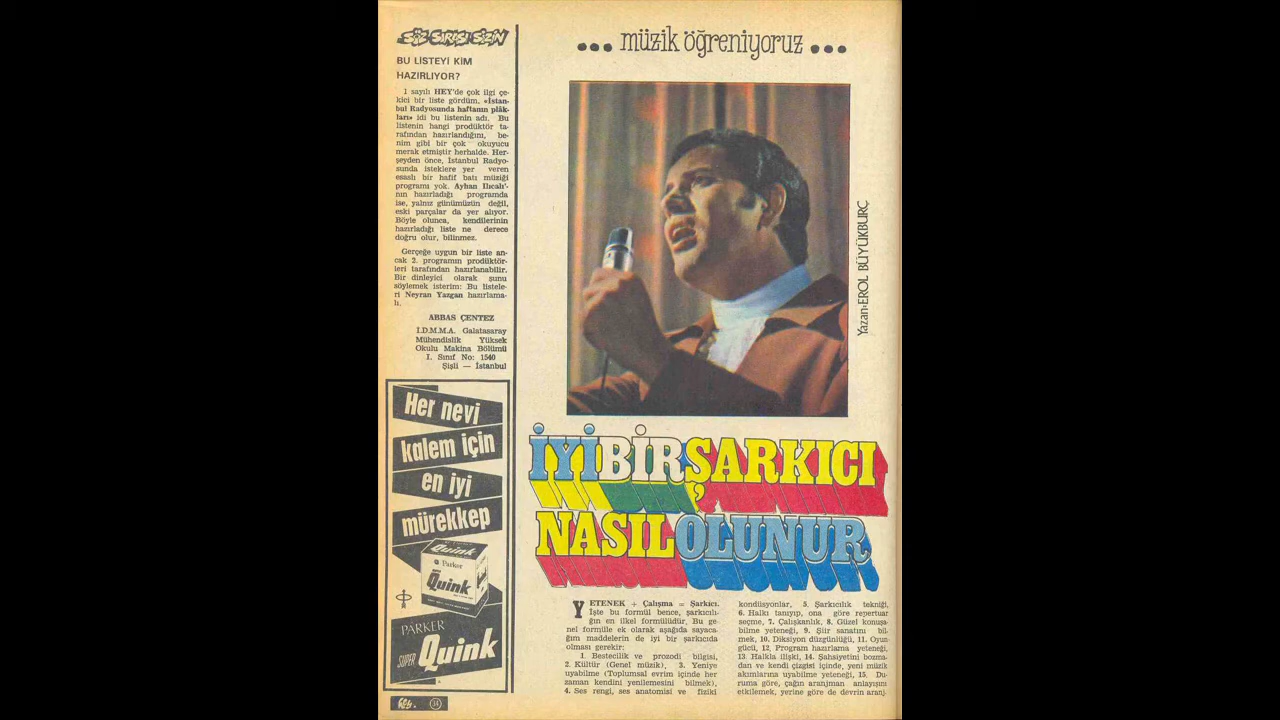 SÖZ SIRASI SİZİN
BU LİSTEYİ KİM
HAZIRLIYOR?
1 sayılı HEY'de çok ilgi çe-
kici bir liste gördüm. «İstan-
bul Radyosunda haftanın plâk-
ları» idi bu listenin adı. Bu
listenin hangi prodüktör ta-
rafından hazırlandığını, be-
nim gibi bir çok okuyucu
merak etmiştir herhalde. Her-
şeyden önce, İstanbul Radyo-
sunda isteklere yer veren
esaslı bir hafif batı müziği
programı yok. Ayhan Ilıcalı'-
nın hazırladığı programda
ise, yalnız günümüzün değil,
eski parçalar da yer alıyor.
Böyle olunca, kendilerinin
hazırladığı liste ne derece
doğru olur, bilinmez.
Gerçeğe uygun bir liste an-
cak 2. programın prodüktör-
leri tarafından hazırlanabilir.
Bir dinleyici olarak şunu
söylemek isterim: Bu listele-
ri Neyran Yazgan hazırlama-
lı.
ABBAS ÇENTEZ
I.D.M.M.A. Galatasaray
Mühendislik Yüksek
Okulu Makina Bölümü
I. Sınıf No: 1540
Şişli — İstanbul
Her nevi
kalem için
en iyi
mürekkep
Quink
Parker
Quink
PARKER
SUPER Quink
HEY. 14
... müzik öğreniyoruz ...
Yazan: EROL BÜYÜKBURÇ
İYİ BİR ŞARKICI
NASIL OLUNUR
YETENEK + Çalışma = Şarkıcı.
İşte bu formül bence, şarkıcılı-
ğın en ilkel formülüdür. Bu ge-
nel formülle ek olarak aşağıda sayaca-
ğım maddelerin de iyi bir şarkıcıda
olması gerekir:
1. Bestecilik ve prozodi bilgisi,
2. Kültür (Genel müzik), 3. Yeniye
uyabilme (Toplumsal evrim içinde her
zaman kendini yenilemesini bilmek),
4. Ses rengi, ses anatomisi ve fiziki
kondüsyonlar, 5. Şarkıcılık tekniği,
6. Halkı tanıyıp, ona göre repertuar
seçme, 7. Çalışkanlık, 8. Güzel konuşa-
bilme yeteneği, 9. Şiir sanatını bil-
mek, 10. Diksiyon düzgünlüğü, 11. Oyun
gücü, 12. Program hazırlama yeteneği,
13. Halkla ilişki, 14. Şahsiyetini bozma-
dan ve kendi çizgisi içinde, yeni müzik
akımlarına uyabilme yeteneği, 15. Du-
ruma göre, çağın aranjman anlayışını
etkilemek, yerine göre de devrin aranj-